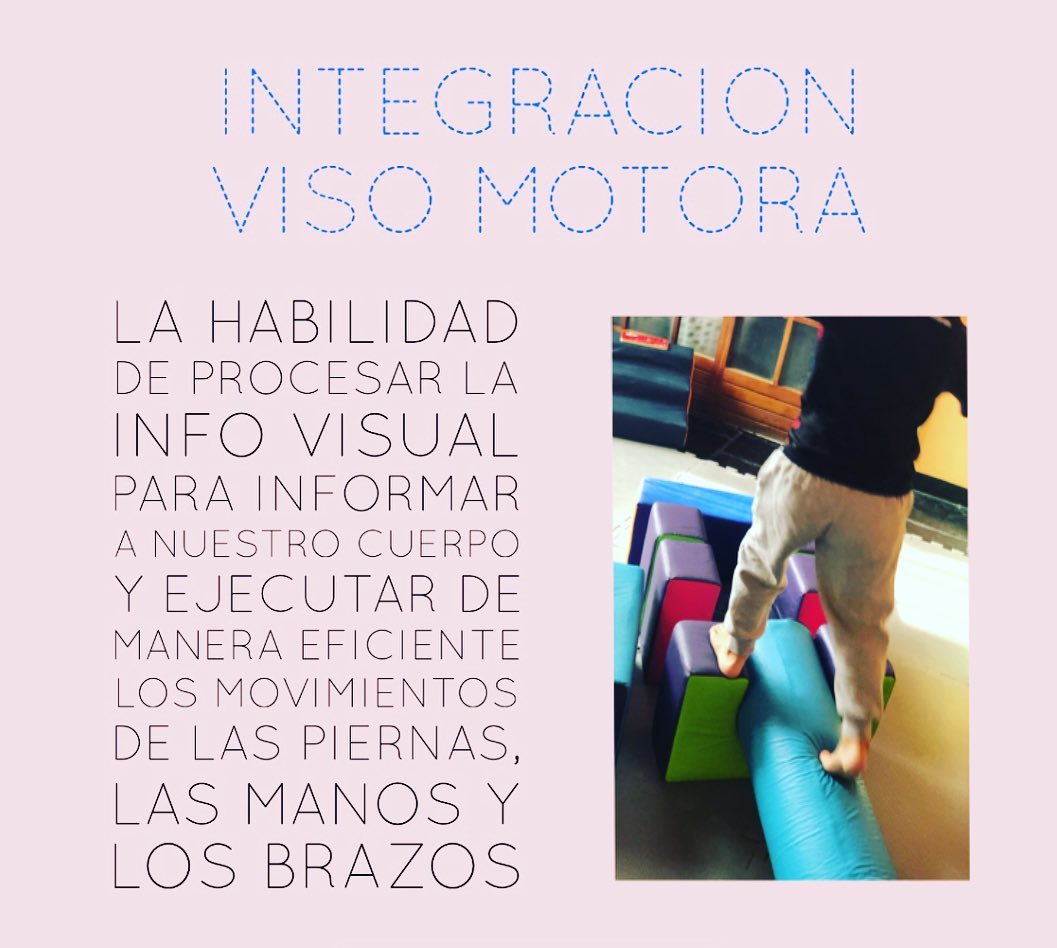 INTEGRACION
VISO MOTORA
LA HABILIDAD
DE PROCESAR LA
INFO VISUAL
PARA INFORMAR
A NUESTRO CUERPO
Y EJECUTAR DE
MANERA EFICIENTE
LOS MOVIMIENTOS
DE LAS PIERNAS,
LAS MANOS Y
LOS BRAZOS